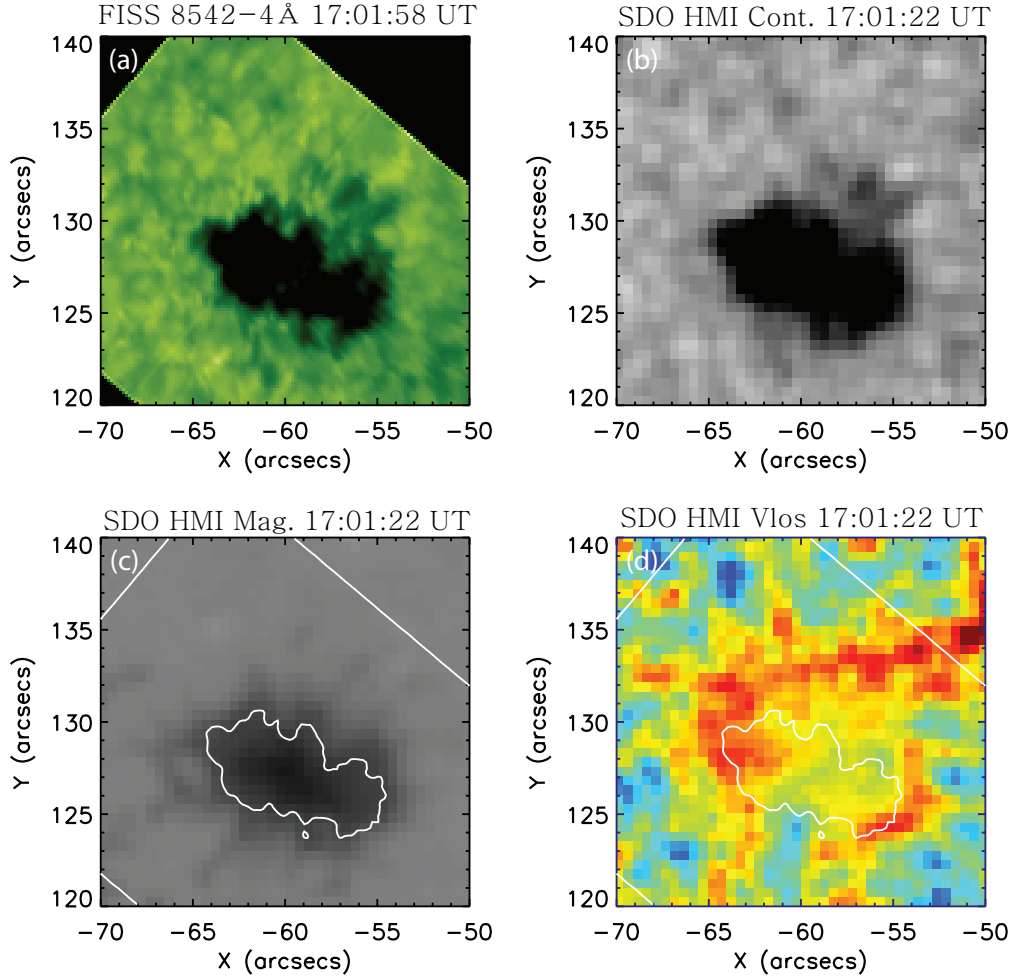 FISS 8542−4Å 17:01:58 UT
(a)
140
135
130
125
120
Y (arcsecs)
−70 −65 −60 −55 −50
X (arcsecs)
SDO HMI Cont. 17:01:22 UT
(b)
140
135
130
125
120
Y (arcsecs)
−70 −65 −60 −55 −50
X (arcsecs)
SDO HMI Mag. 17:01:22 UT
(c)
140
135
130
125
120
Y (arcsecs)
−70 −65 −60 −55 −50
X (arcsecs)
SDO HMI Vlos 17:01:22 UT
(d)
140
135
130
125
120
Y (arcsecs)
−70 −65 −60 −55 −50
X (arcsecs)